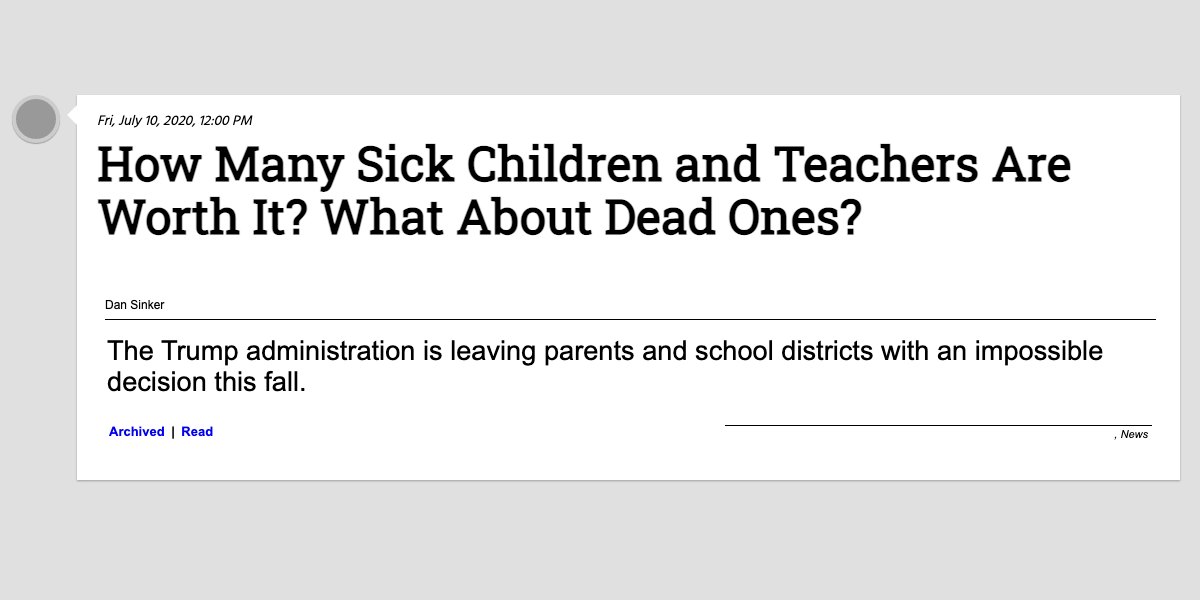 Fri, July 10, 2020, 12:00 PM
How Many Sick Children and Teachers Are
Worth It? What About Dead Ones?
Dan Sinker
The Trump administration is leaving parents and school districts with an impossible
decision this fall.
Archived | Read
, News